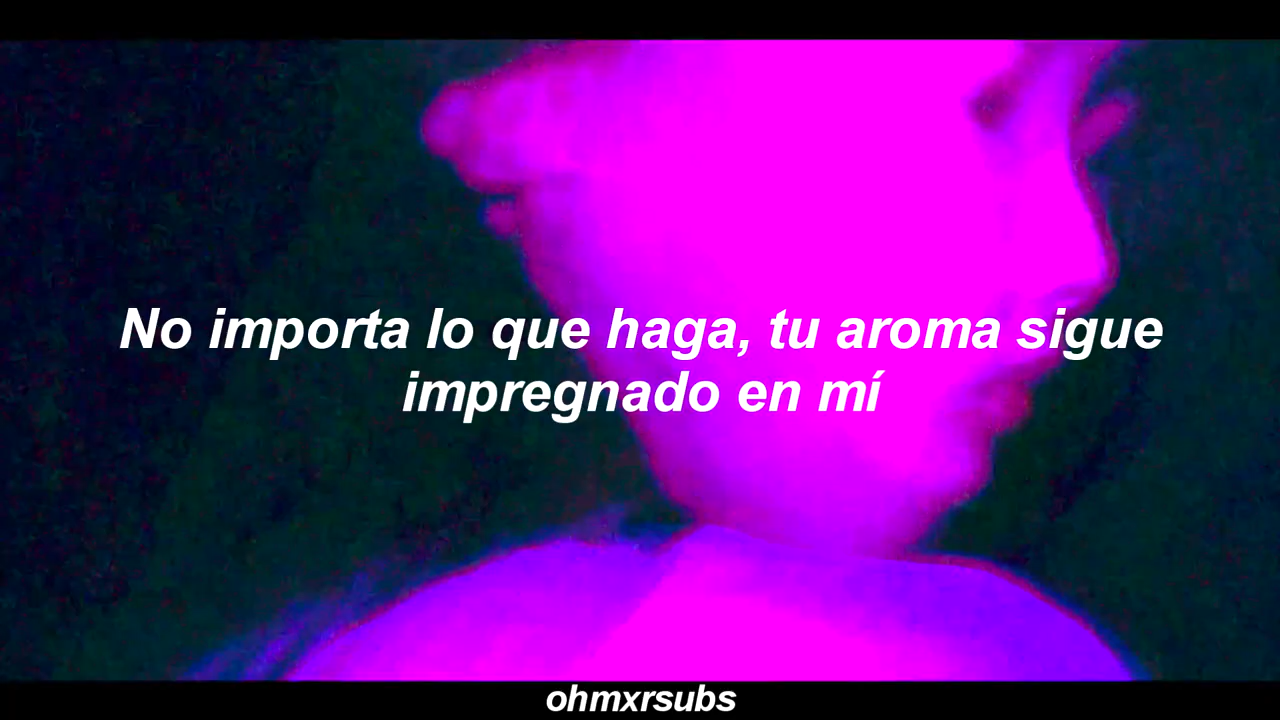 No importa lo que haga, tu aroma sigue
impregnado en mí
ohmxrsubs